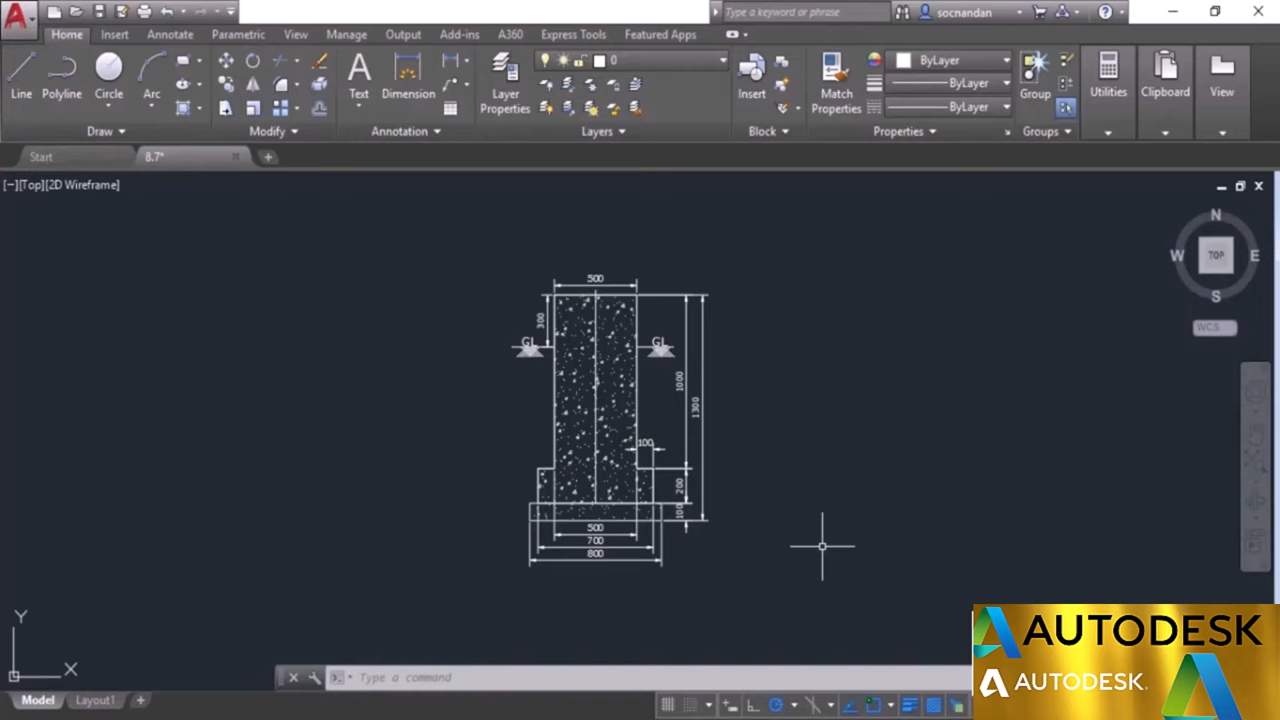 Type a keyword or phrase
socnandan
Home Insert Annotate Parametric View Manage Output Add-ins A360 Express Tools Featured Apps
0
ByLayer
Line Polyline Circle Arc
Text Dimension
Layer Properties
Insert
Match Properties
ByLayer
ByLayer
Group
Utilities Clipboard View
Draw Modify Annotation Layers Block Properties Groups
Start 8.7*
[−][Top][2D Wireframe]
N
W TOP E
S
WCS
500
300
GL GL
1000
1300
100
200
100
500
700
800
Y
X
Type a command
Model Layout1
AUTODESK
AUTODESK.